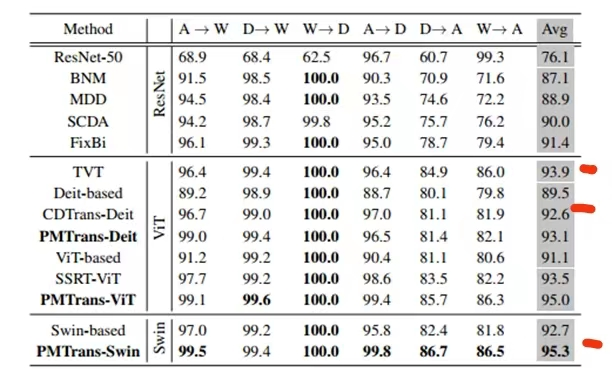 Method A → W D → W W → D A → D D → A W → A Avg
ResNet-50 68.9 68.4 62.5 96.7 60.7 99.3 76.1
BNM 91.5 98.5 100.0 90.3 70.9 71.6 87.1
MDD ResNet 94.5 98.4 100.0 93.5 74.6 72.2 88.9
SCDA 94.2 98.7 99.8 95.2 75.7 76.2 90.0
FixBi 96.1 99.3 100.0 95.0 78.7 79.4 91.4
TVT 96.4 99.4 100.0 96.4 84.9 86.0 93.9
Deit-based 89.2 98.9 100.0 88.7 80.1 79.8 89.5
CDTrans-Deit 96.7 99.0 100.0 97.0 81.1 81.9 92.6
PMTrans-Deit ViT 99.0 99.4 100.0 96.5 81.4 82.1 93.1
ViT-based 91.2 99.2 100.0 90.4 81.1 80.6 91.1
SSRT-ViT 97.7 99.2 100.0 98.6 83.5 82.2 93.5
PMTrans-ViT 99.1 99.6 100.0 99.4 85.7 86.3 95.0
Swin-based Swin 97.0 99.2 100.0 95.8 82.4 81.8 92.7
PMTrans-Swin 99.5 99.4 100.0 99.8 86.7 86.5 95.3